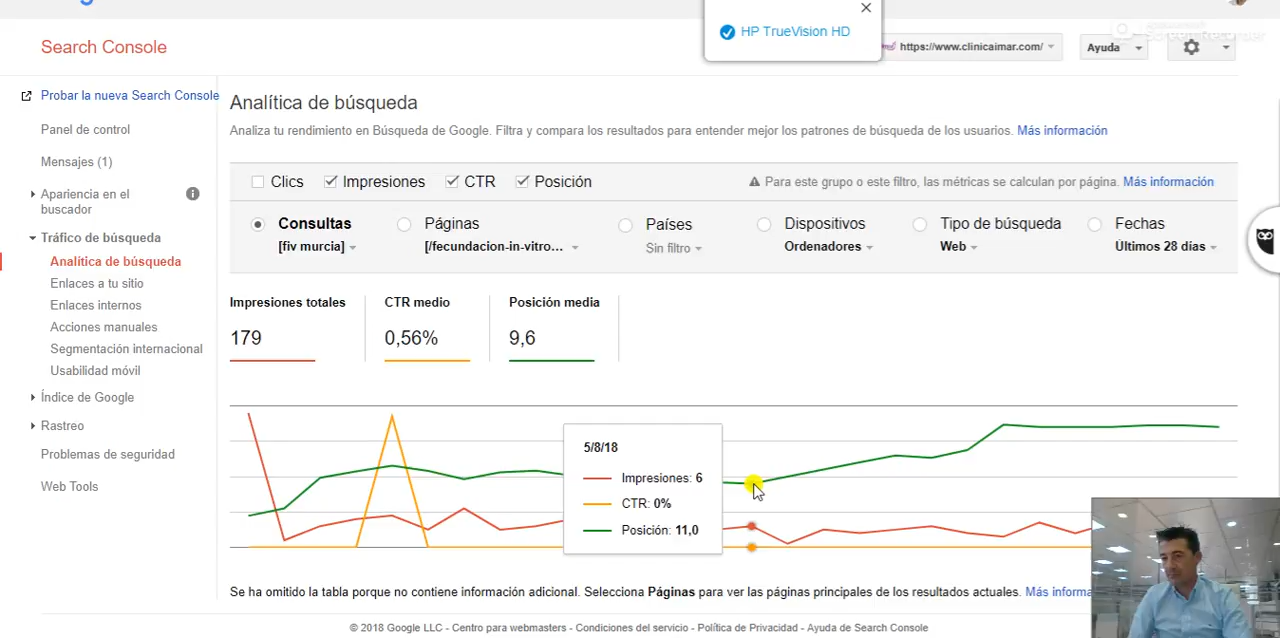 HP TrueVision HD
Search Console
https://www.clinicaimar.com/
Ayuda
Screen Recorder
Probar la nueva Search Console
Panel de control
Mensajes (1)
Apariencia en el
buscador
Tráfico de búsqueda
Analítica de búsqueda
Enlaces a tu sitio
Enlaces internos
Acciones manuales
Segmentación internacional
Usabilidad móvil
Índice de Google
Rastreo
Problemas de seguridad
Web Tools
Analítica de búsqueda
Analiza tu rendimiento en Búsqueda de Google. Filtra y compara los resultados para entender mejor los patrones de búsqueda de los usuarios. Más información
Clics Impresiones CTR Posición
Para este grupo o este filtro, las métricas se calculan por página. Más información
Consultas Páginas Países Dispositivos Tipo de búsqueda Fechas
[fiv murcia] [/fecundacion-in-vitro... Sin filtro Ordenadores Web Últimos 28 días
Impresiones totales CTR medio Posición media
179 0,56% 9,6
5/8/18
Impresiones: 6
CTR: 0%
Posición: 11,0
Se ha omitido la tabla porque no contiene información adicional. Selecciona Páginas para ver las páginas principales de los resultados actuales. Más informa
© 2018 Google LLC - Centro para webmasters - Condiciones del servicio - Política de Privacidad - Ayuda de Search Console